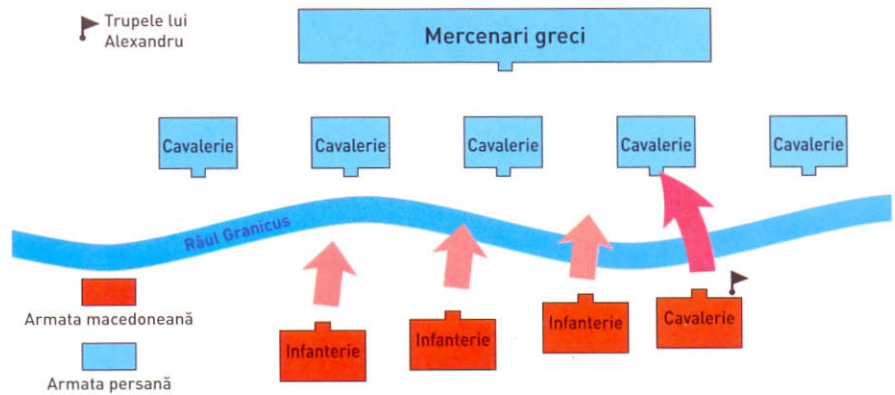 Trupele lui
Alexandru
Mercenari greci
Cavalerie
Cavalerie
Cavalerie
Cavalerie
Cavalerie
Râul Granicus
Armata macedoneană
Infanterie
Infanterie
Infanterie
Cavalerie
Armata persană